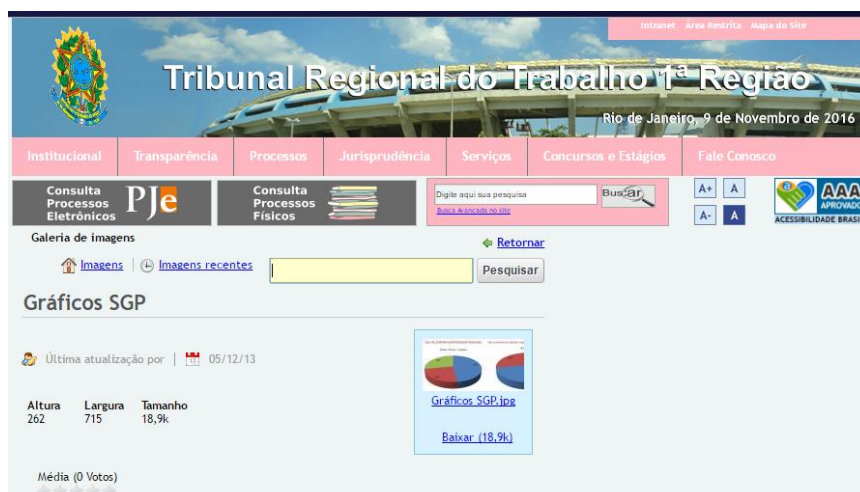 Intranet Área Restrita Mapa do Site
Tribunal Regional do Trabalho 1ª Região
Rio de Janeiro, 9 de Novembro de 2016
Institucional Transparência Processos Jurisprudência Serviços Concursos e Estágios Fale Conosco
Consulta
Processos
Eletrônicos
PJe
Consulta
Processos
Físicos
Digite aqui sua pesquisa
Buscar
Busca Avançada no site
A+ A
A- A
AAA
APROVADO
ACESSIBILIDADE BRASI
Galeria de imagens
Retornar
Imagens | Imagens recentes
Pesquisar
Gráficos SGP
Última atualização por | 05/12/13
Gráficos SGP.jpg
Baixar (18,9k)
Altura Largura Tamanho
262 715 18,9k
Média (0 Votos)